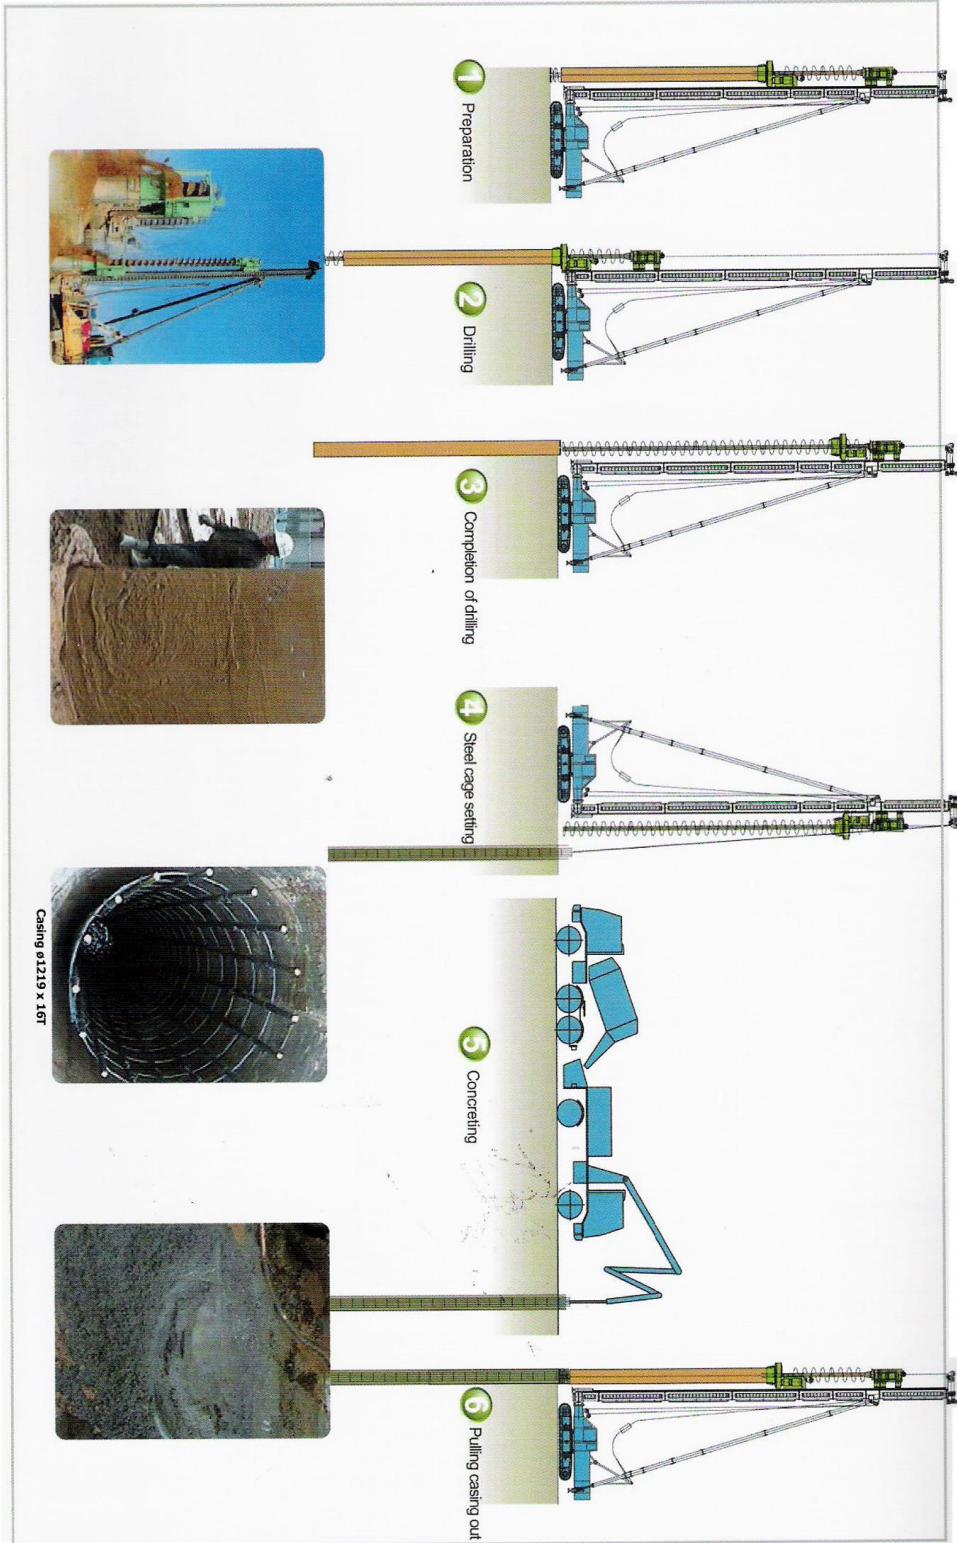 1 Preparation
2 Drilling
3 Completion of drilling
4 Steel cage setting
5 Concreting
6 Pulling casing out
Casing ø1219 x 16T